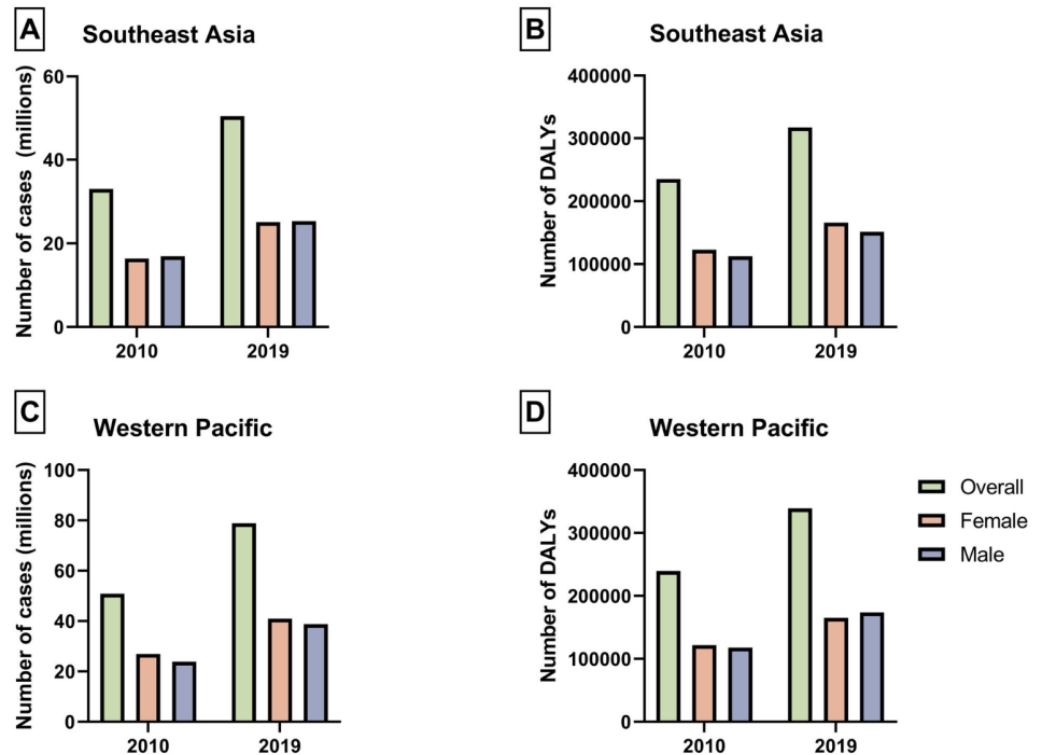 A
Southeast Asia
Number of cases (millions)
60
40
20
0
2010
2019
B
Southeast Asia
Number of DALYs
400000
300000
200000
100000
0
2010
2019
C
Western Pacific
Number of cases (millions)
100
80
60
40
20
0
2010
2019
D
Western Pacific
Number of DALYs
400000
300000
200000
100000
0
2010
2019
Overall
Female
Male